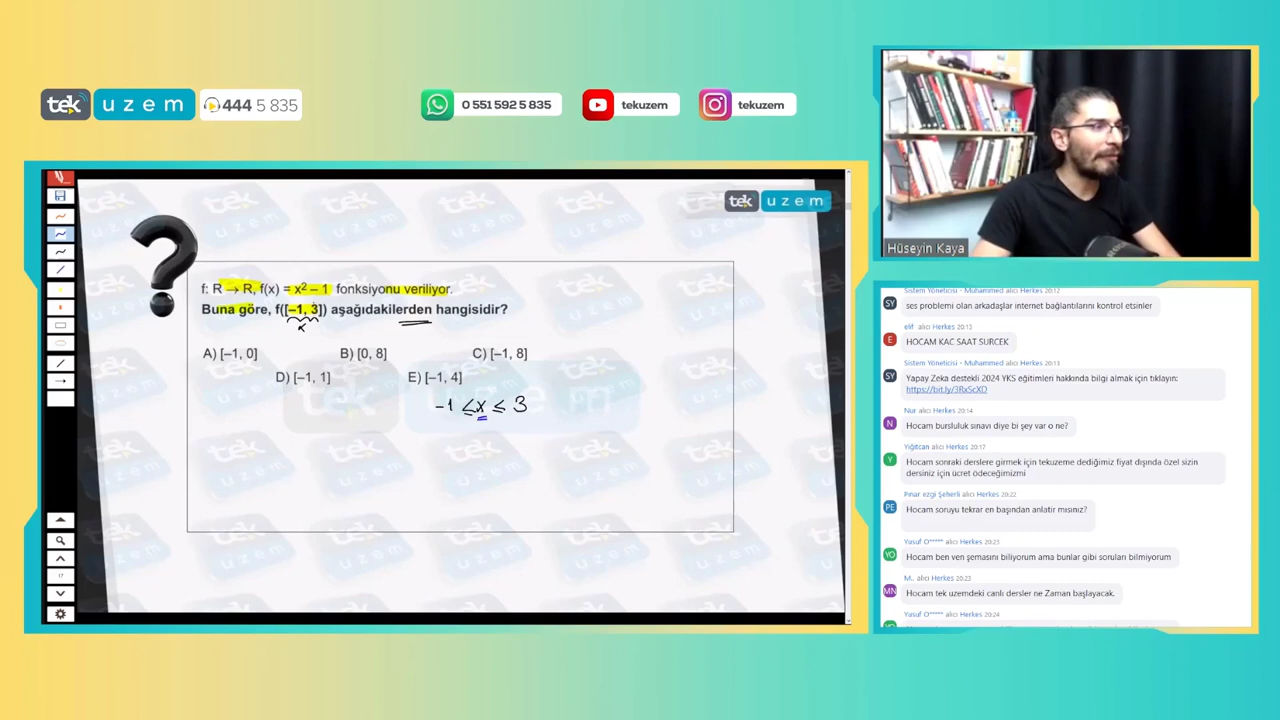 tek uzem 444 5 835
0 551 592 5 835
tekuzem
tekuzem
tek uzem
f: R → R, f(x) = x² – 1 fonksiyonu veriliyor.
Buna göre, f([–1, 3]) aşağıdakilerden hangisidir?
x
A) [–1, 0] B) [0, 8] C) [–1, 8]
D) [–1, 1] E) [–1, 4]
-1 ≤ x ≤ 3
17
Hüseyin Kaya
Sistem Yöneticisi - Muhammed alıcı Herkes 20:12
SY ses problemi olan arkadaşlar internet bağlantılarını kontrol etsinler
elif alıcı Herkes 20:13
E HOCAM KAC SAAT SURCEK
Sistem Yöneticisi - Muhammed alıcı Herkes 20:13
SY Yapay Zeka destekli 2024 YKS eğitimleri hakkında bilgi almak için tıklayın:
https://bit.ly/3RxScXD
Nur alıcı Herkes 20:14
N Hocam bursluluk sınavı diye bi şey var o ne?
Yiğitcan alıcı Herkes 20:17
Y Hocam sonraki derslere girmek için tekuzeme dediğimiz fiyat dışında özel sizin
dersiniz için ücret ödeceğimizmi
Pınar ezgi Şeherli alıcı Herkes 20:22
PE Hocam soruyu tekrar en başından anlatir mısınız?
Yusuf O***** alıcı Herkes 20:23
YO Hocam ben ven şemasını biliyorum ama bunlar gibi soruları bilmiyorum
M.. alıcı Herkes 20:23
MN Hocam tek uzemdeki canlı dersler ne Zaman başlayacak.
Yusuf O***** alıcı Herkes 20:24